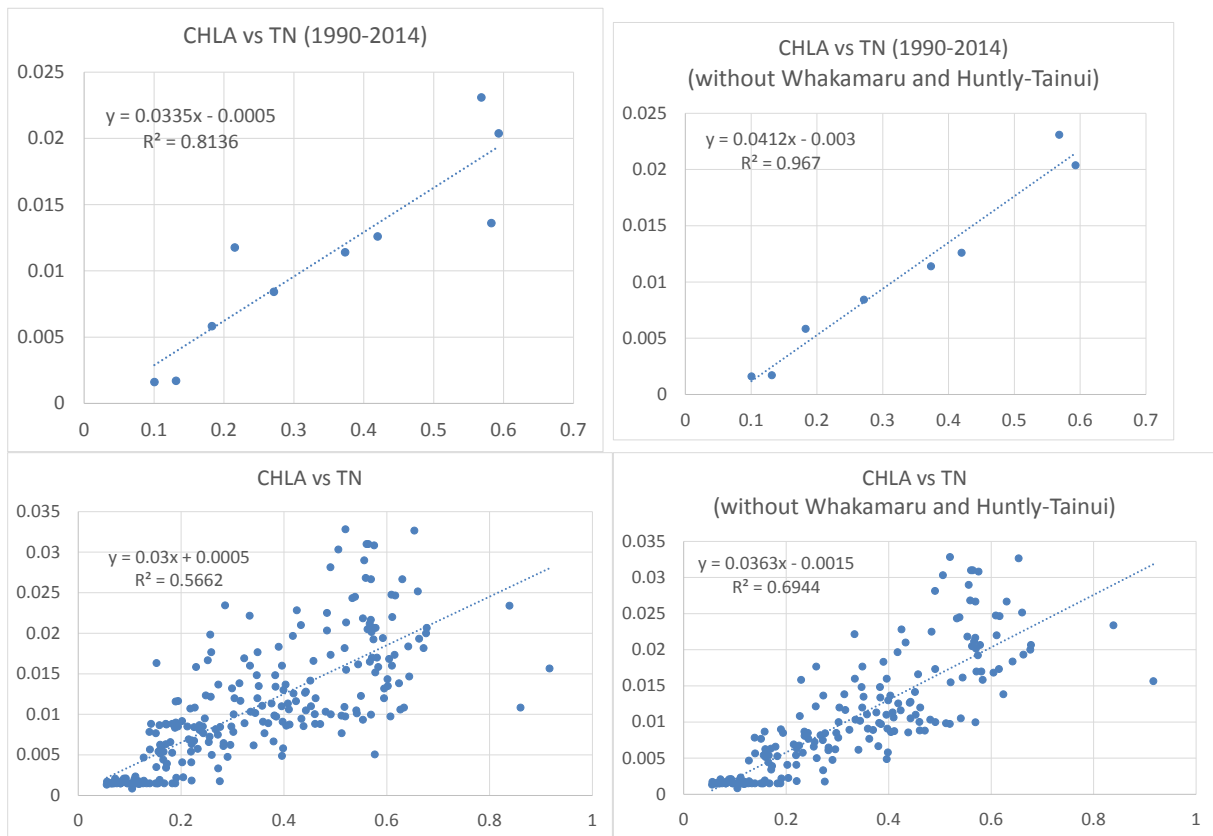 CHLA vs TN (1990-2014)
0.025
y = 0.0335x - 0.0005
R² = 0.8136
0.02
0.015
0.01
0.005
0
0 0.1 0.2 0.3 0.4 0.5 0.6 0.7
CHLA vs TN (1990-2014)
(without Whakamaru and Huntly-Tainui)
0.025
y = 0.0412x - 0.003
R² = 0.967
0.02
0.015
0.01
0.005
0
0 0.1 0.2 0.3 0.4 0.5 0.6 0.7
CHLA vs TN
0.035
y = 0.03x + 0.0005
R² = 0.5662
0.03
0.025
0.02
0.015
0.01
0.005
0
0 0.2 0.4 0.6 0.8 1
CHLA vs TN
(without Whakamaru and Huntly-Tainui)
0.035
y = 0.0363x - 0.0015
R² = 0.6944
0.03
0.025
0.02
0.015
0.01
0.005
0
0 0.2 0.4 0.6 0.8 1